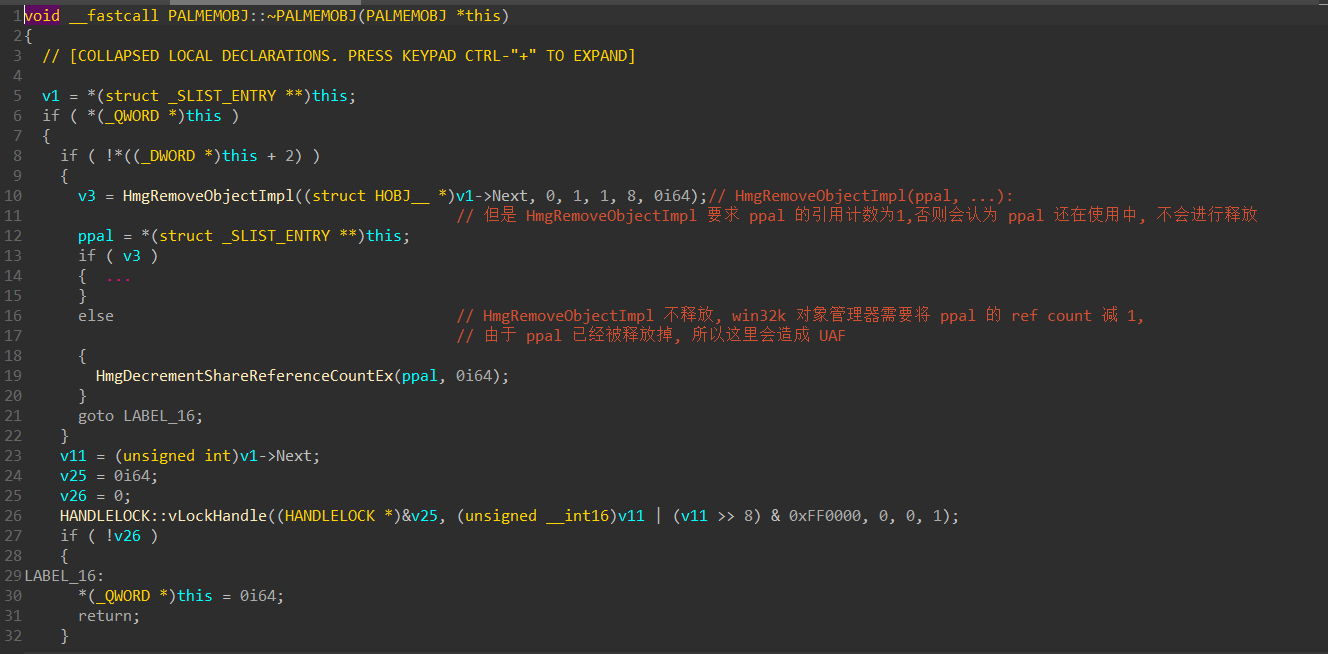 1 void __fastcall PALMEMOBJ::~PALMEMOBJ(PALMEMOBJ *this)
2 {
3 // [COLLAPSED LOCAL DECLARATIONS. PRESS KEYPAD CTRL-"+" TO EXPAND]
4
5 v1 = *(struct _SLIST_ENTRY **)this;
6 if ( *(_QWORD *)this )
7 {
8 if ( !*((_DWORD *)this + 2) )
9 {
10 v3 = HmgRemoveObjectImpl((struct HOBJ__ *)v1->Next, 0, 1, 1, 8, 0i64);// HmgRemoveObjectImpl(ppal, ...):
11 // 但是 HmgRemoveObjectImpl 要求 ppal 的引用计数为1,否则会认为 ppal 还在使用中, 不会进行释放
12 ppal = *(struct _SLIST_ENTRY **)this;
13 if ( v3 )
14 { ...
15 }
16 else // HmgRemoveObjectImpl 不释放, win32k 对象管理器需要将 ppal 的 ref count 减 1,
17 // 由于 ppal 已经被释放掉, 所以这里会造成 UAF
18 {
19 HmgDecrementShareReferenceCountEx(ppal, 0i64);
20 }
21 goto LABEL_16;
22 }
23 v11 = (unsigned int)v1->Next;
24 v25 = 0i64;
25 v26 = 0;
26 HANDLELOCK::vLockHandle((HANDLELOCK *)&v25, (unsigned __int16)v11 | (v11 >> 8) & 0xFF0000, 0, 0, 1);
27 if ( !v26 )
28 {
29 LABEL_16:
30 *(_QWORD *)this = 0i64;
31 return;
32 }